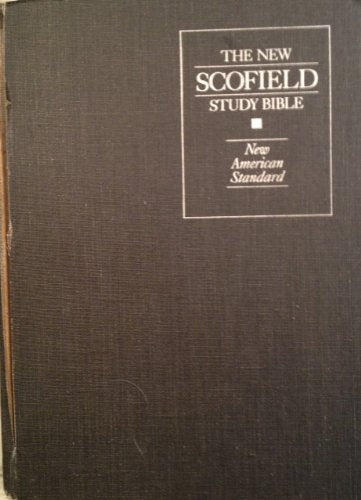 THE NEW
SCOFIELD
STUDY BIBLE
New
American
Standard